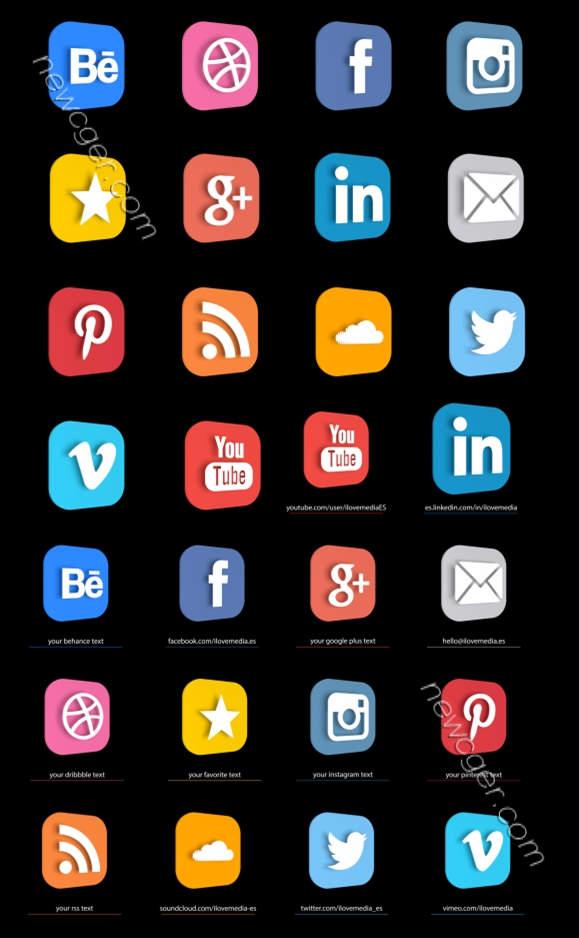 Bē
f
newcger.com
g+
in
You
Tube
You
Tube
in
youtube.com/user/ilovemediaES
es.linkedin.com/in/ilovemedia
Bē
f
g+
your behance text
facebook.com/ilovemedia.es
your google plus text
hello@ilovemedia.es
newcger.com
your dribbble text
your favorite text
your instagram text
your pinterest text
your rss text
soundcloud.com/ilovemedia-es
twitter.com/ilovemedia_es
vimeo.com/ilovemedia